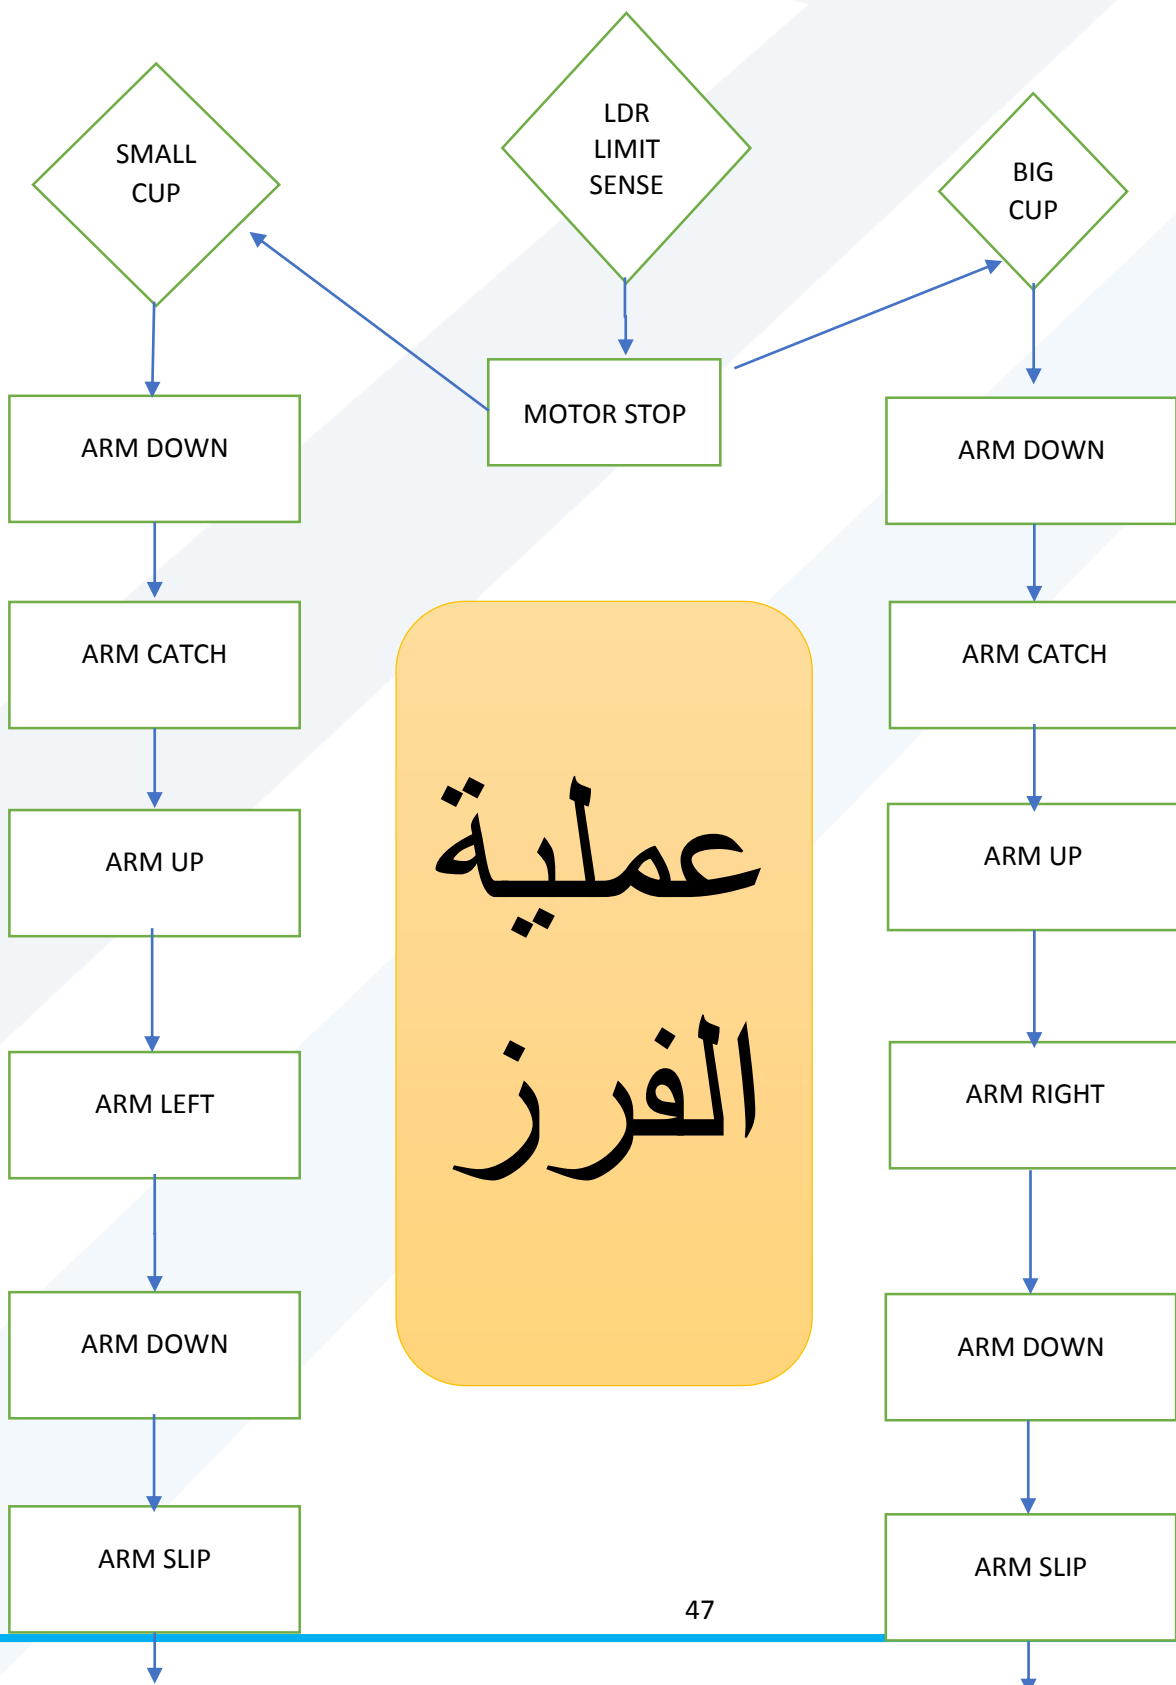 LDR
LIMIT
SENSE
SMALL
CUP
BIG
CUP
MOTOR STOP
ARM DOWN
ARM CATCH
ARM UP
ARM LEFT
ARM DOWN
ARM SLIP
عملية
الفرز
ARM DOWN
ARM CATCH
ARM UP
ARM RIGHT
ARM DOWN
ARM SLIP
47